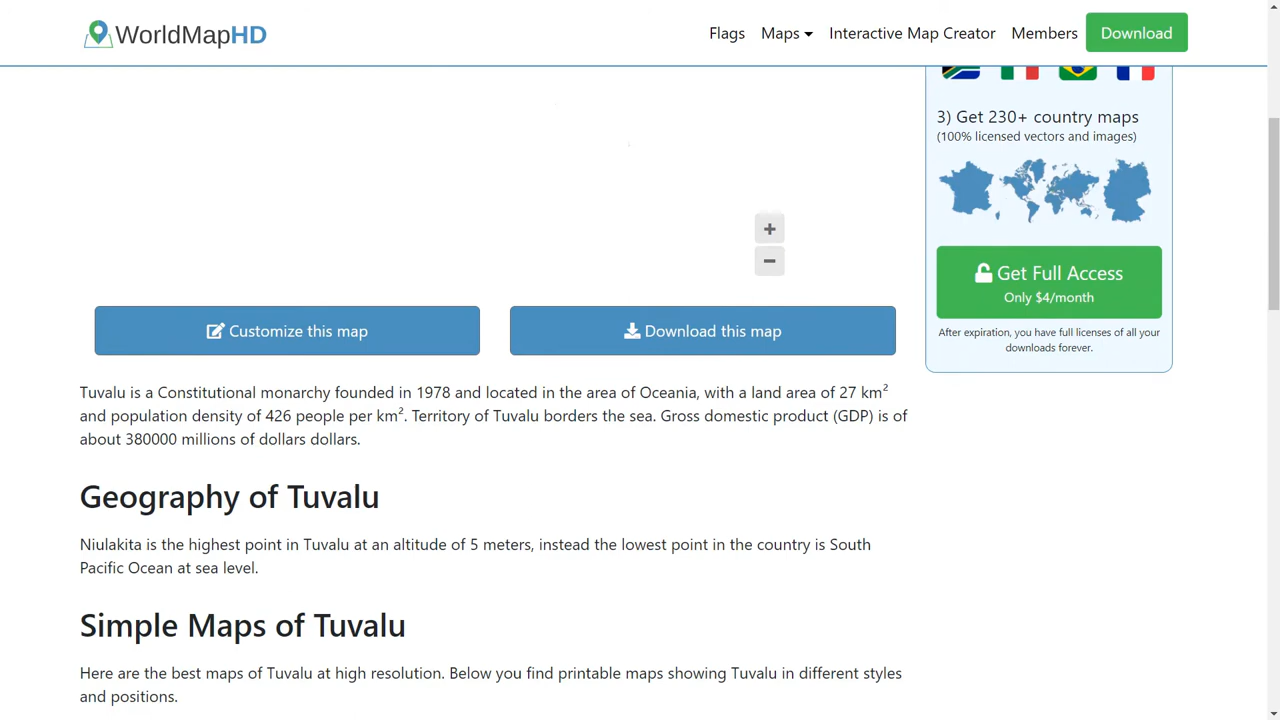 WorldMapHD
Flags Maps Interactive Map Creator Members Download
3) Get 230+ country maps
(100% licensed vectors and images)
+
−
Get Full Access
Only $4/month
After expiration, you have full licenses of all your
downloads forever.
Customize this map
Download this map
Tuvalu is a Constitutional monarchy founded in 1978 and located in the area of Oceania, with a land area of 27 km²
and population density of 426 people per km². Territory of Tuvalu borders the sea. Gross domestic product (GDP) is of
about 380000 millions of dollars dollars.
Geography of Tuvalu
Niulakita is the highest point in Tuvalu at an altitude of 5 meters, instead the lowest point in the country is South
Pacific Ocean at sea level.
Simple Maps of Tuvalu
Here are the best maps of Tuvalu at high resolution. Below you find printable maps showing Tuvalu in different styles
and positions.